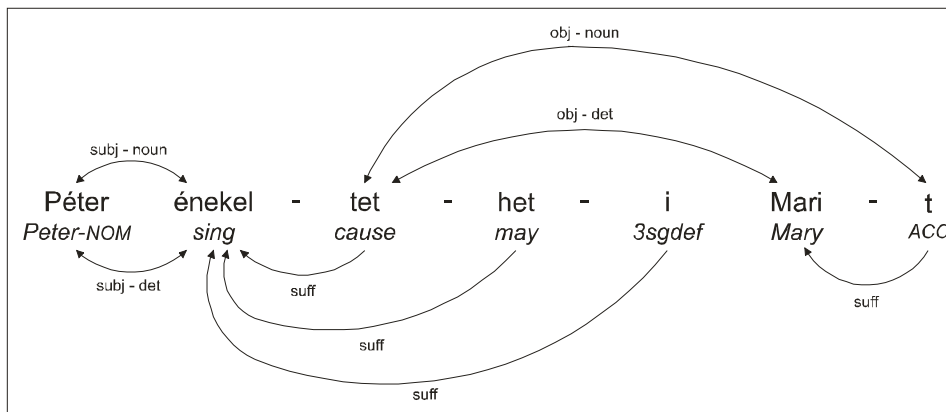 obj - noun
obj - det
subj - noun
Péter énekel - tet - het - i Mari - t
Peter-NOM sing cause may 3sgdef Mary ACC
subj - det
suff
suff
suff
suff